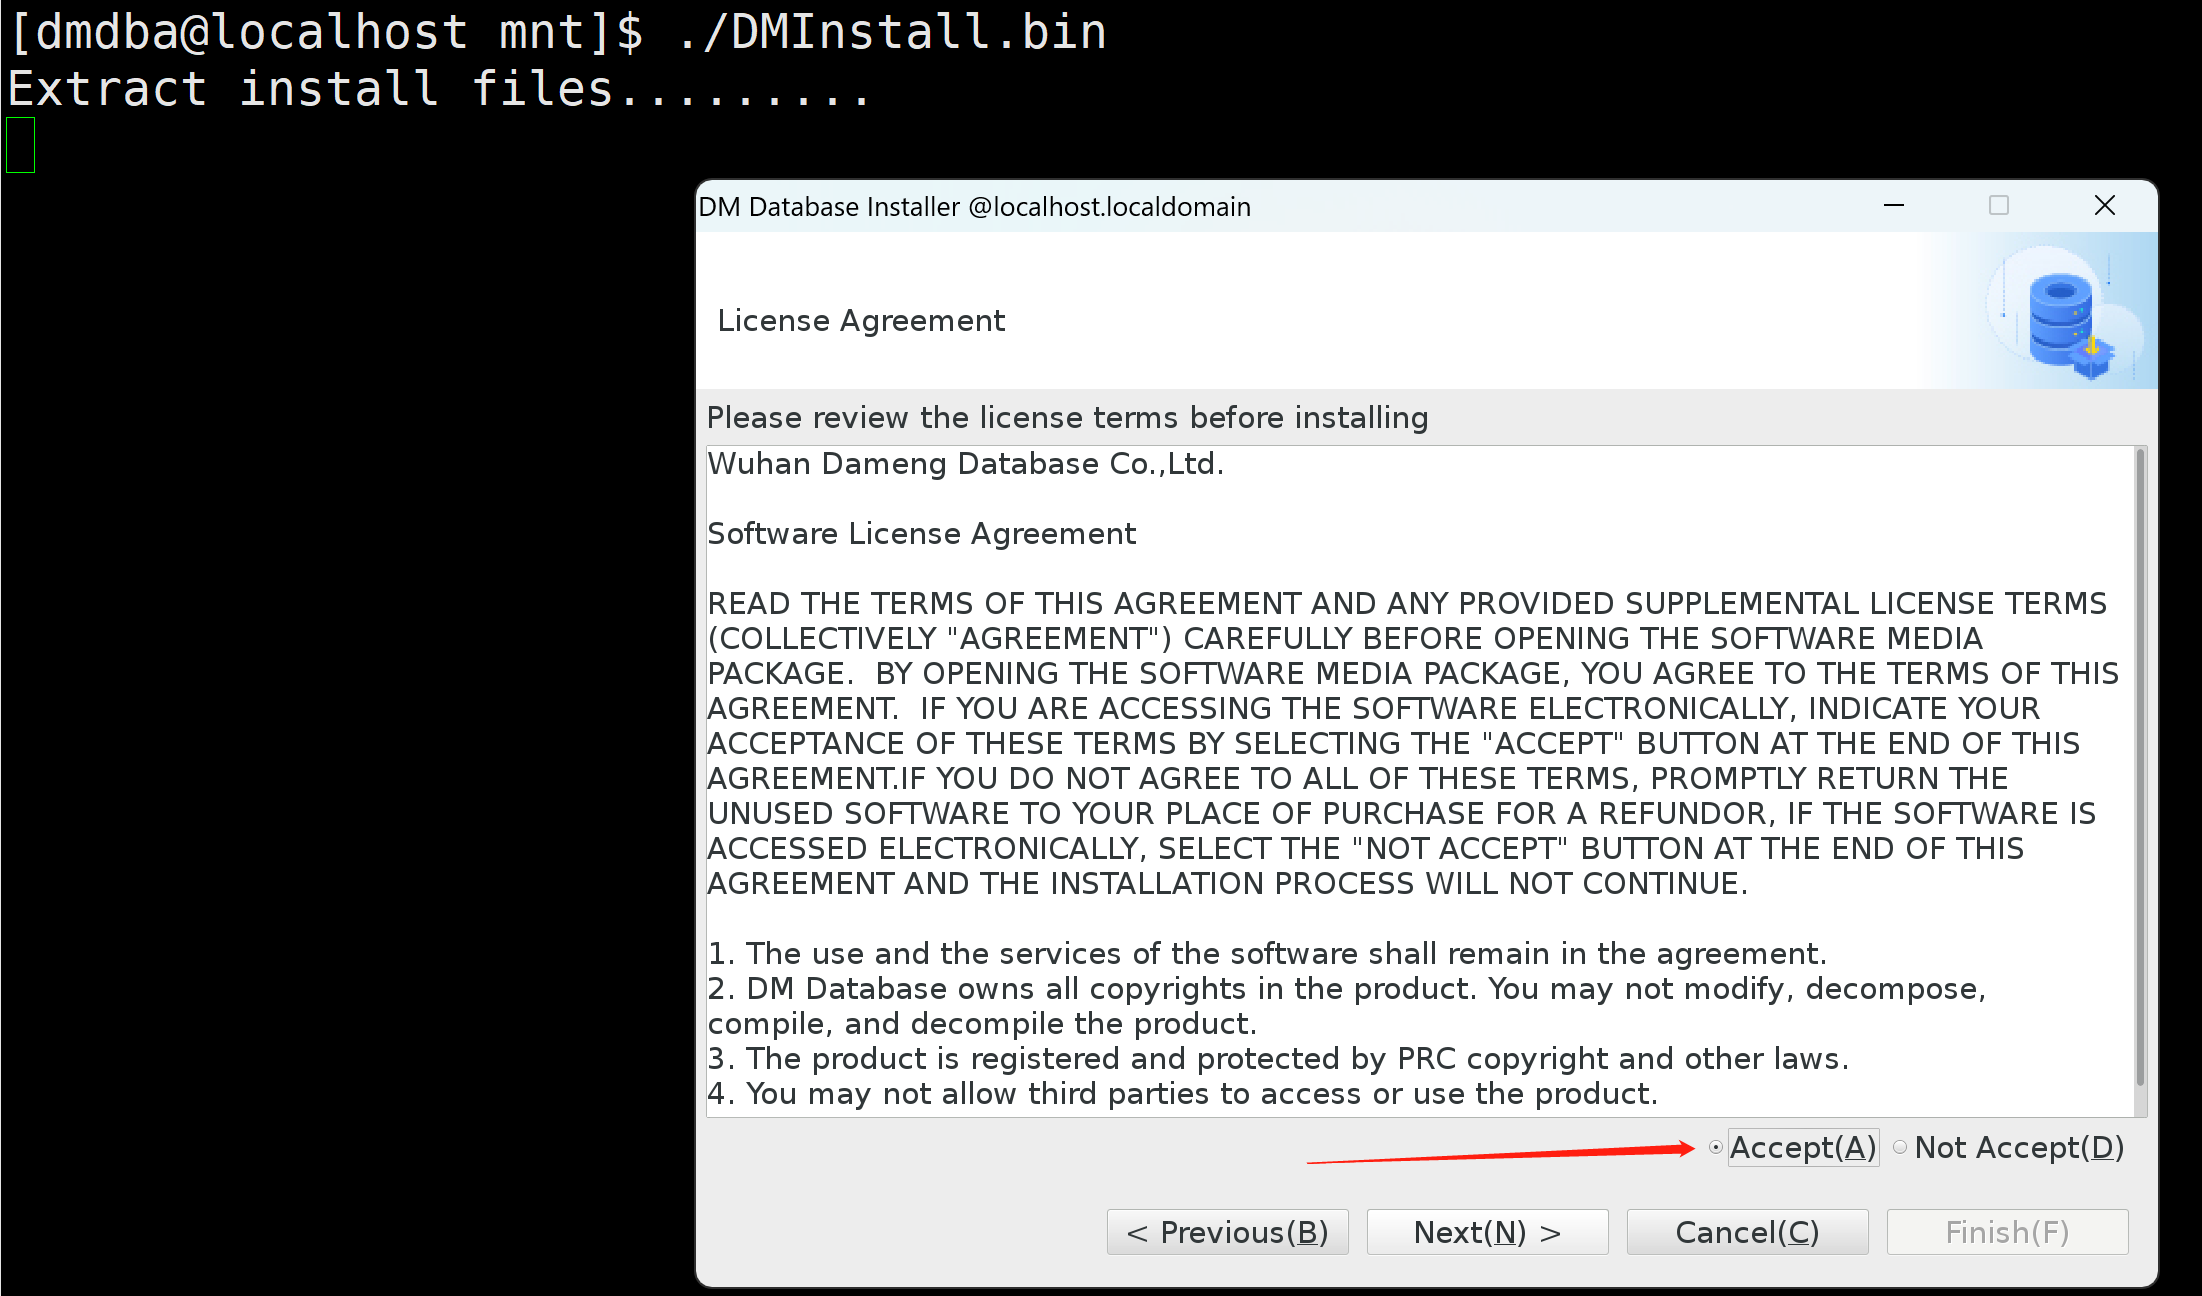 [dmdba@localhost mnt]$ ./DMInstall.bin
Extract install files.........
DM Database Installer @localhost.localdomain
License Agreement
Please review the license terms before installing
Wuhan Dameng Database Co.,Ltd.
Software License Agreement
READ THE TERMS OF THIS AGREEMENT AND ANY PROVIDED SUPPLEMENTAL LICENSE TERMS
(COLLECTIVELY "AGREEMENT") CAREFULLY BEFORE OPENING THE SOFTWARE MEDIA
PACKAGE.  BY OPENING THE SOFTWARE MEDIA PACKAGE, YOU AGREE TO THE TERMS OF THIS
AGREEMENT.  IF YOU ARE ACCESSING THE SOFTWARE ELECTRONICALLY, INDICATE YOUR
ACCEPTANCE OF THESE TERMS BY SELECTING THE "ACCEPT" BUTTON AT THE END OF THIS
AGREEMENT.IF YOU DO NOT AGREE TO ALL OF THESE TERMS, PROMPTLY RETURN THE
UNUSED SOFTWARE TO YOUR PLACE OF PURCHASE FOR A REFUNDOR, IF THE SOFTWARE IS
ACCESSED ELECTRONICALLY, SELECT THE "NOT ACCEPT" BUTTON AT THE END OF THIS
AGREEMENT AND THE INSTALLATION PROCESS WILL NOT CONTINUE.
1. The use and the services of the software shall remain in the agreement.
2. DM Database owns all copyrights in the product. You may not modify, decompose,
compile, and decompile the product.
3. The product is registered and protected by PRC copyright and other laws.
4. You may not allow third parties to access or use the product.
Accept(A) Not Accept(D)
< Previous(B) Next(N) > Cancel(C) Finish(F)